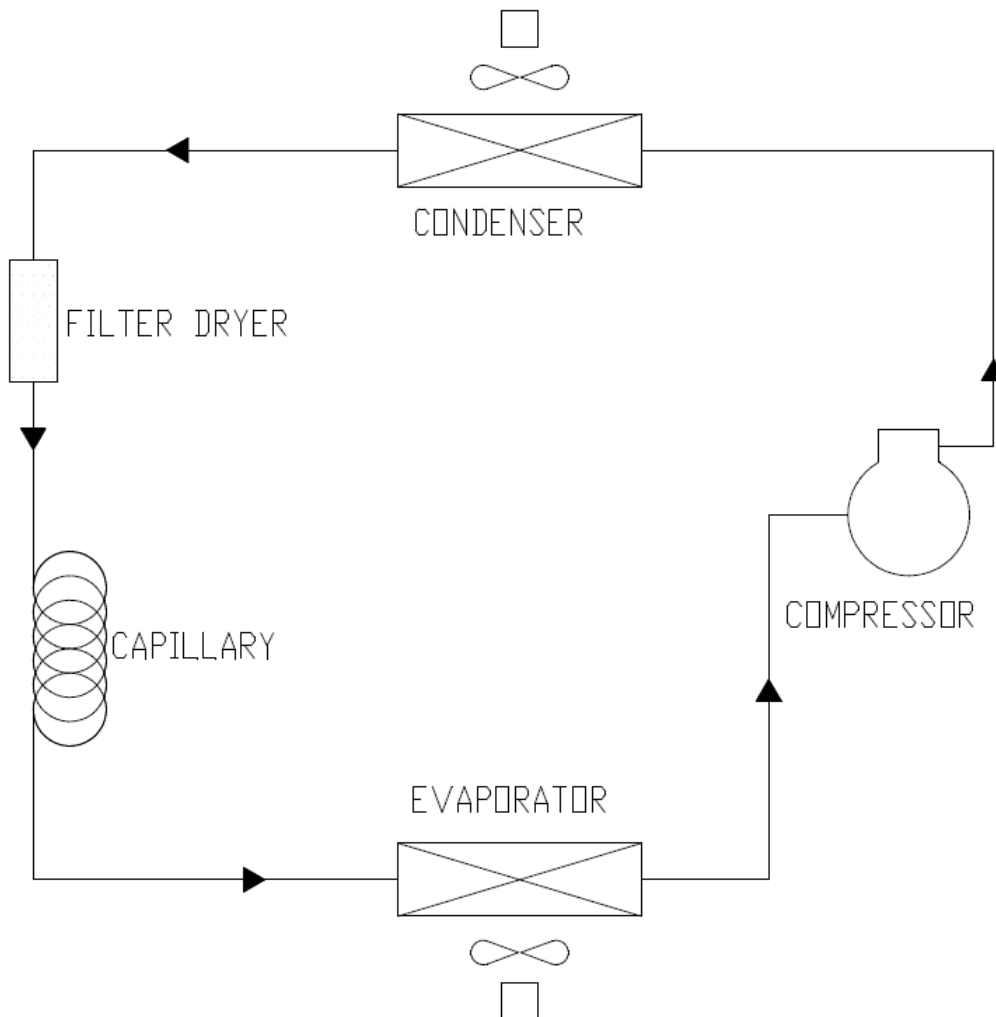 CONDENSER
FILTER DRYER
COMPRESSOR
CAPILLARY
EVAPORATOR